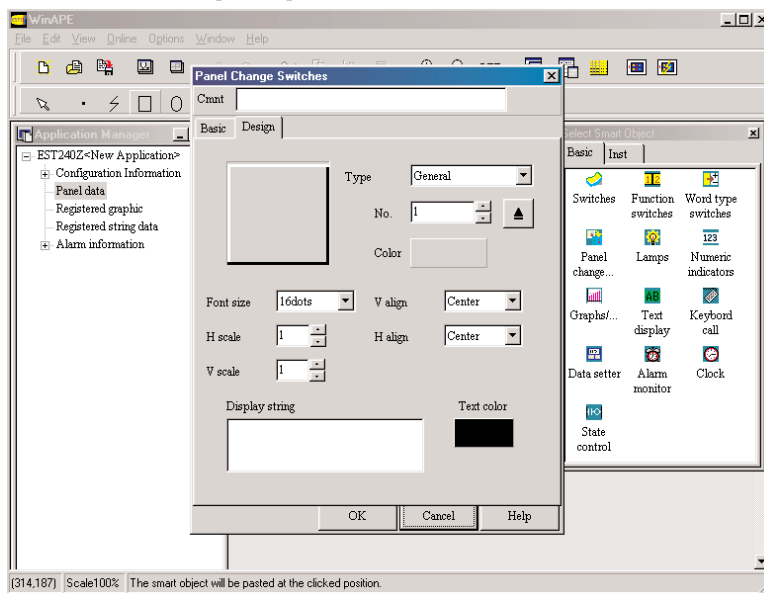 WinAPE
File Edit View Online Options Window Help
Panel Change Switches
Cmnt
Basic Design
Type General
No. 1
Color
Font size 16dots V align Center
H scale 1 H align Center
V scale 1
Display string Text color
OK Cancel Help
Application Manager
EST240Z<New Application>
Configuration Information
Panel data
Registered graphic
Registered string data
Alarm information
Select Smart Object
Basic Inst
Switches Function switches Word type switches
Panel change... Lamps Numeric indicators
Graphs/... Text display Keybord call
Data setter Alarm monitor Clock
State control
(314,187) Scale100% The smart object will be pasted at the clicked position.